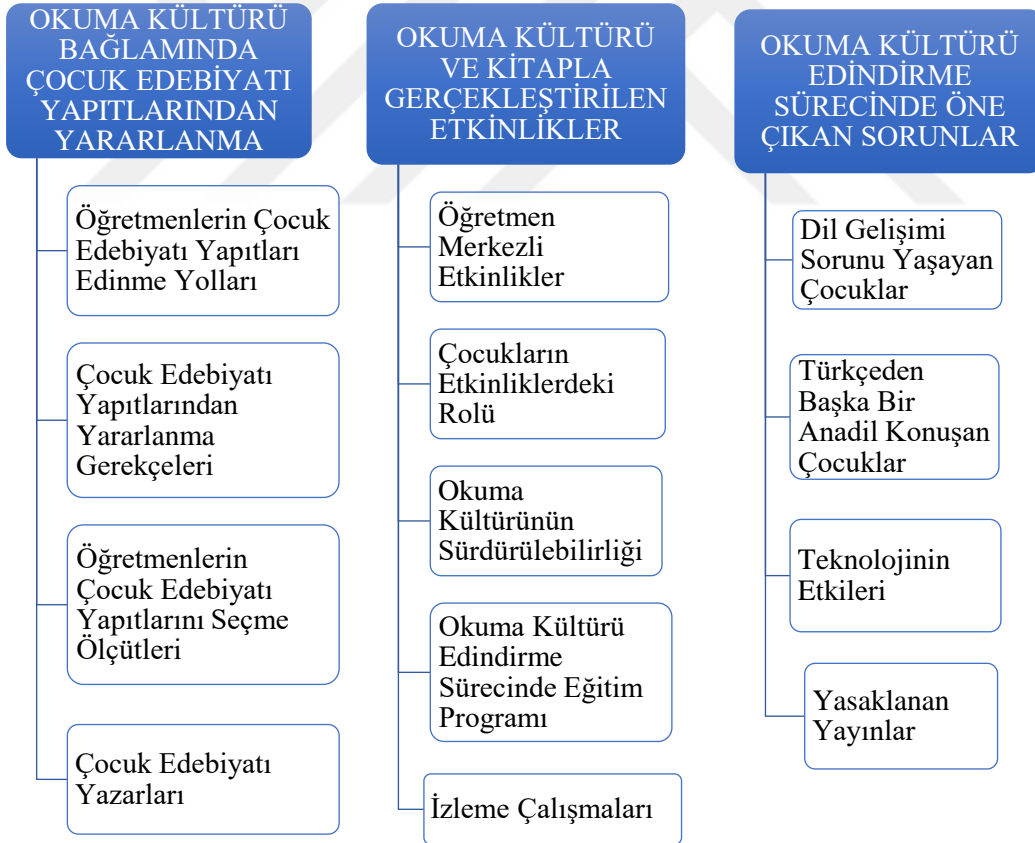 OKUMA KÜLTÜRÜ
BAĞLAMINDA
ÇOCUK EDEBİYATI
YAPITLARINDAN
YARARLANMA
Öğretmenlerin Çocuk
Edebiyatı Yapıtları
Edinme Yolları
Çocuk Edebiyatı
Yapıtlarından
Yararlanma
Gerekçeleri
Öğretmenlerin
Çocuk Edebiyatı
Yapıtlarını Seçme
Ölçütleri
Çocuk Edebiyatı
Yazarları
OKUMA KÜLTÜRÜ
VE KİTAPLA
GERÇEKLEŞTİRİLEN
ETKİNLİKLER
Öğretmen
Merkezli
Etkinlikler
Çocukların
Etkinliklerdeki
Rolü
Okuma
Kültürünün
Sürdürülebilirliği
Okuma Kültürü
Edindirme
Sürecinde Eğitim
Programı
İzleme Çalışmaları
OKUMA KÜLTÜRÜ
EDİNDİRME
SÜRECİNDE ÖNE
ÇIKAN SORUNLAR
Dil Gelişimi
Sorunu Yaşayan
Çocuklar
Türkçeden
Başka Bir
Anadil Konuşan
Çocuklar
Teknolojinin
Etkileri
Yasaklanan
Yayınlar